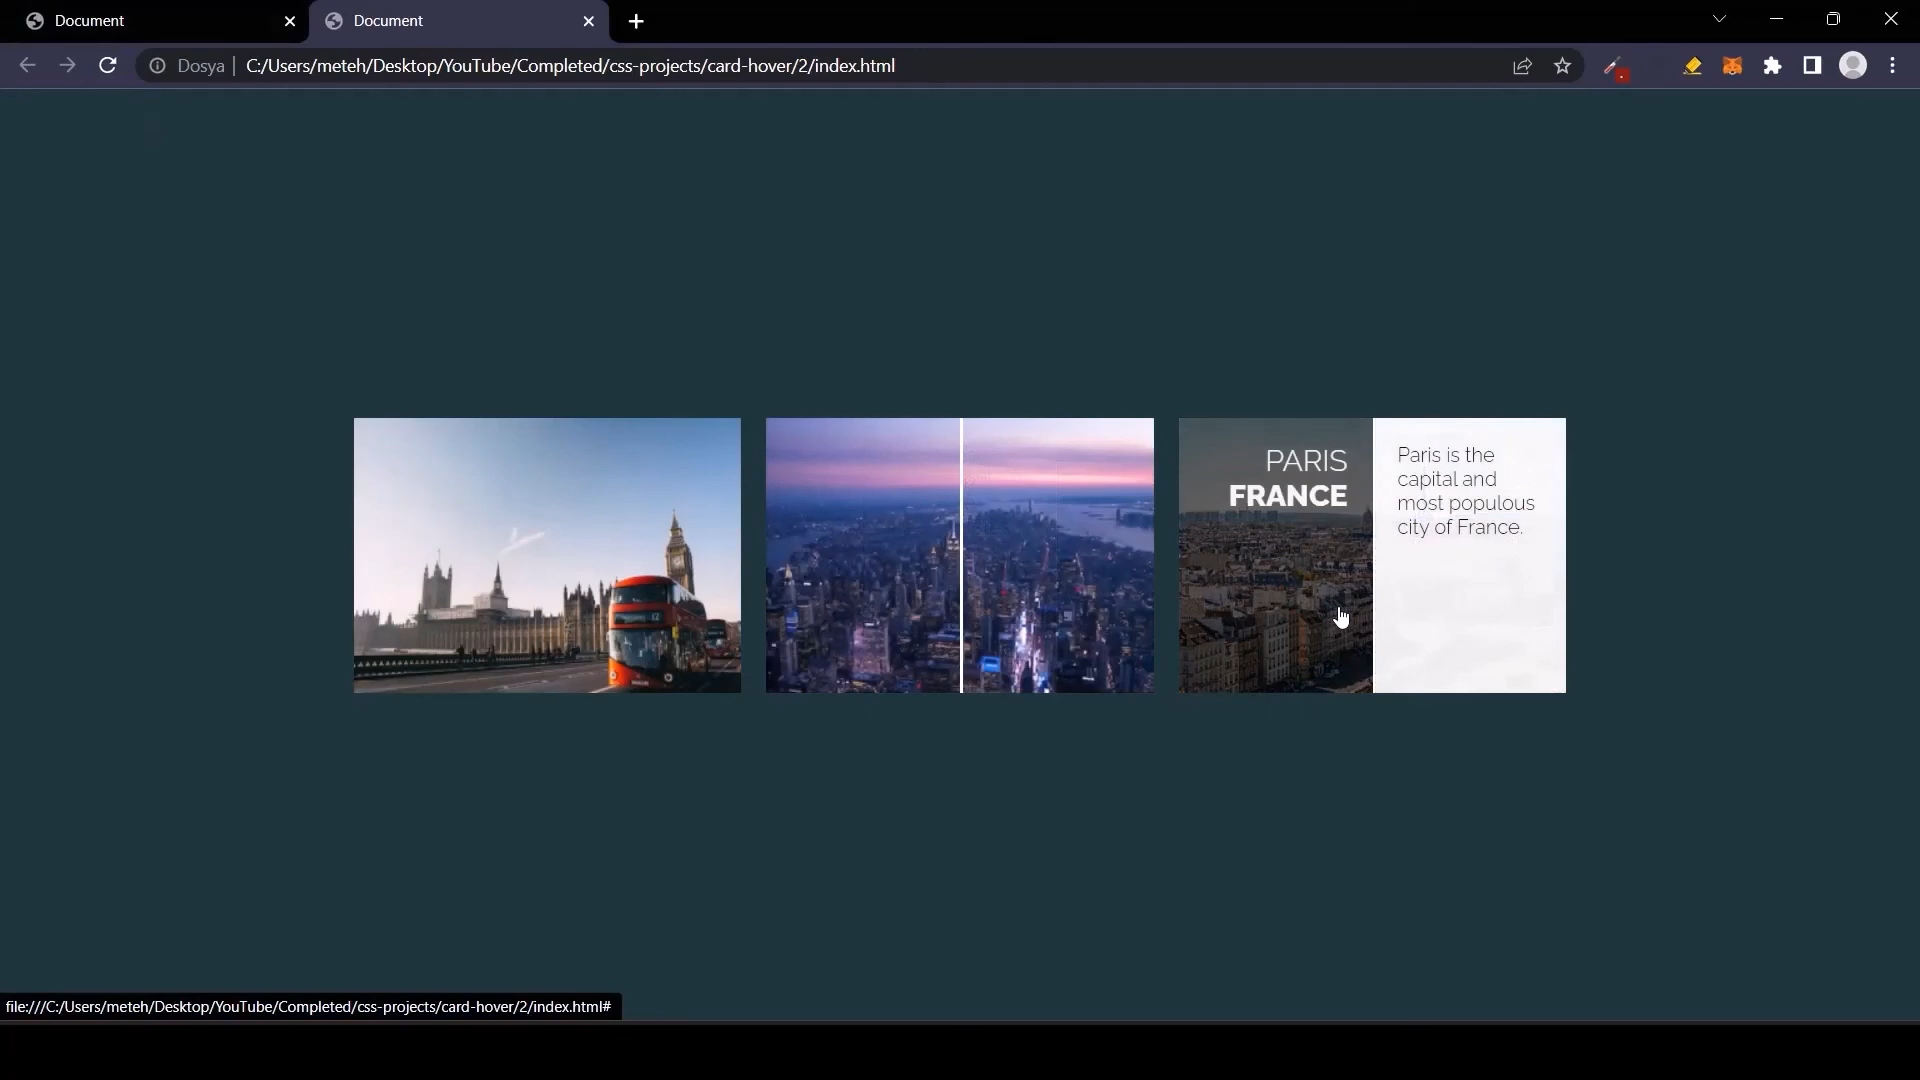 Document
Document
Dosya
C:/Users/meteh/Desktop/YouTube/Completed/css-projects/card-hover/2/index.html
PARIS
FRANCE
Paris is the
capital and
most populous
city of France.
file:///C:/Users/meteh/Desktop/YouTube/Completed/css-projects/card-hover/2/index.html#